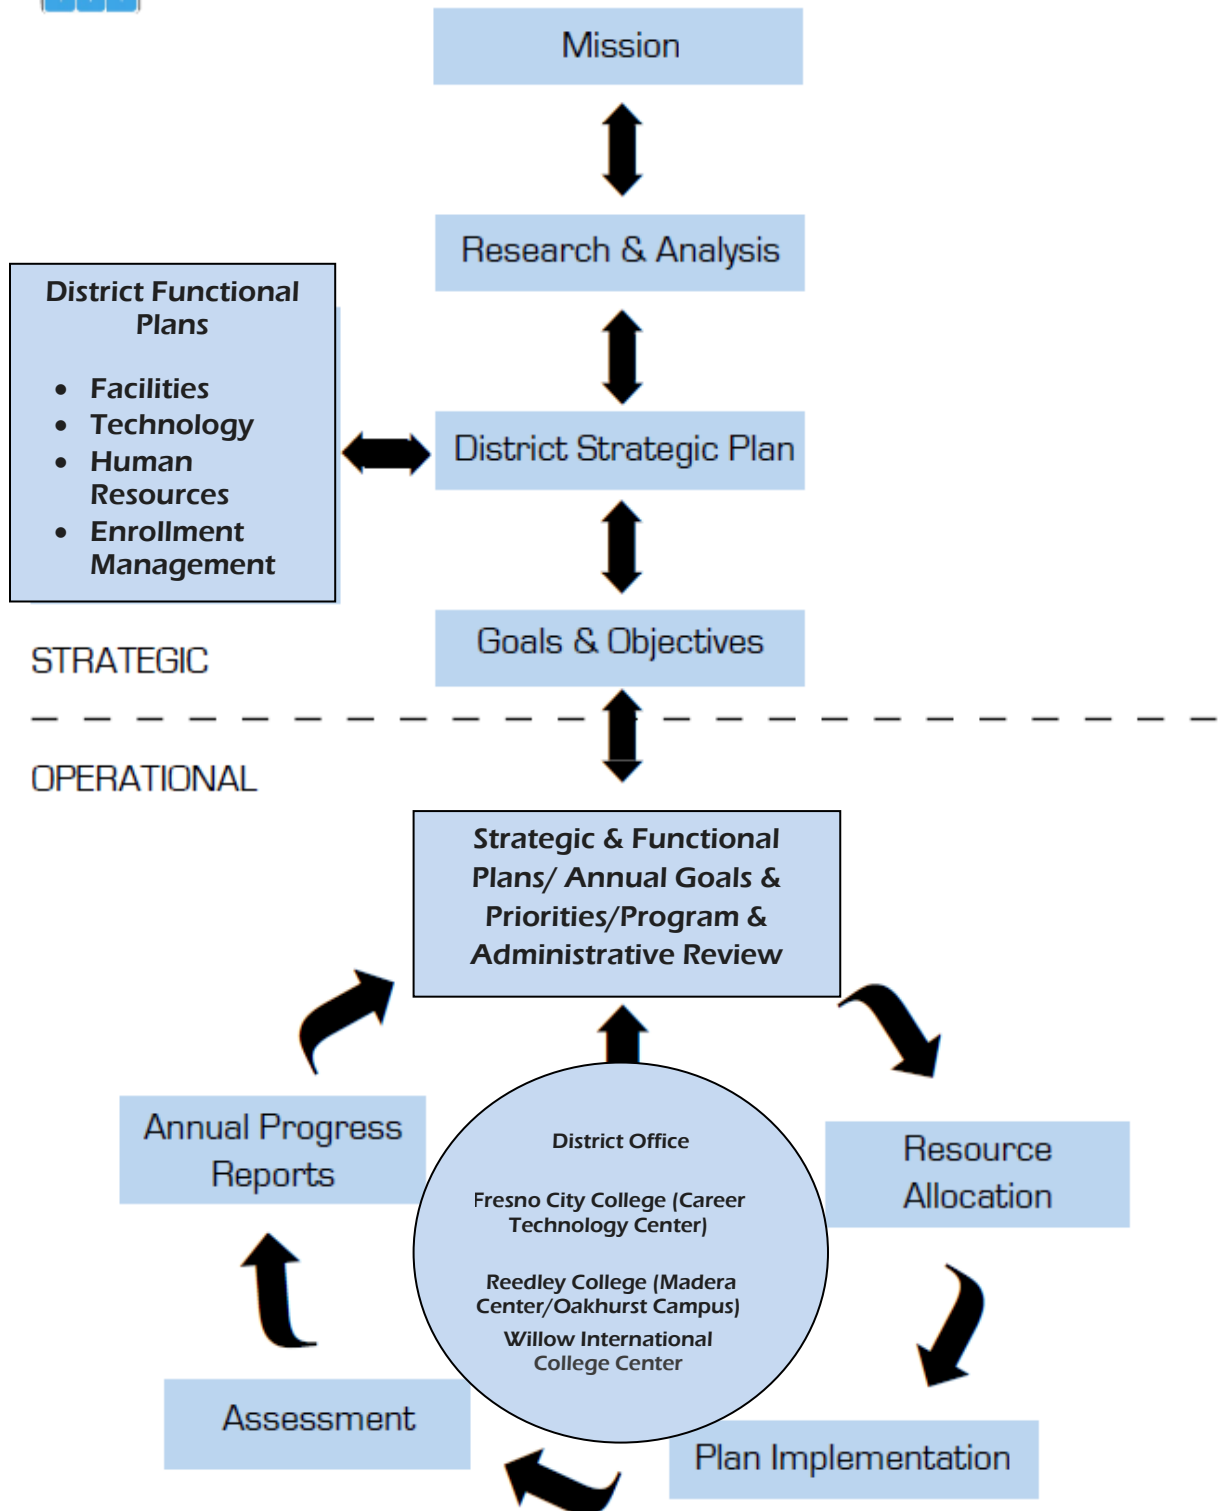 Mission
Research & Analysis
District Functional
Plans
• Facilities
• Technology
• Human
Resources
• Enrollment
Management
District Strategic Plan
Goals & Objectives
STRATEGIC
OPERATIONAL
Strategic & Functional
Plans/ Annual Goals &
Priorities/Program &
Administrative Review
Annual Progress
Reports
District Office
Fresno City College (Career
Technology Center)
Reedley College (Madera
Center/Oakhurst Campus)
Willow International
College Center
Resource
Allocation
Assessment
Plan Implementation